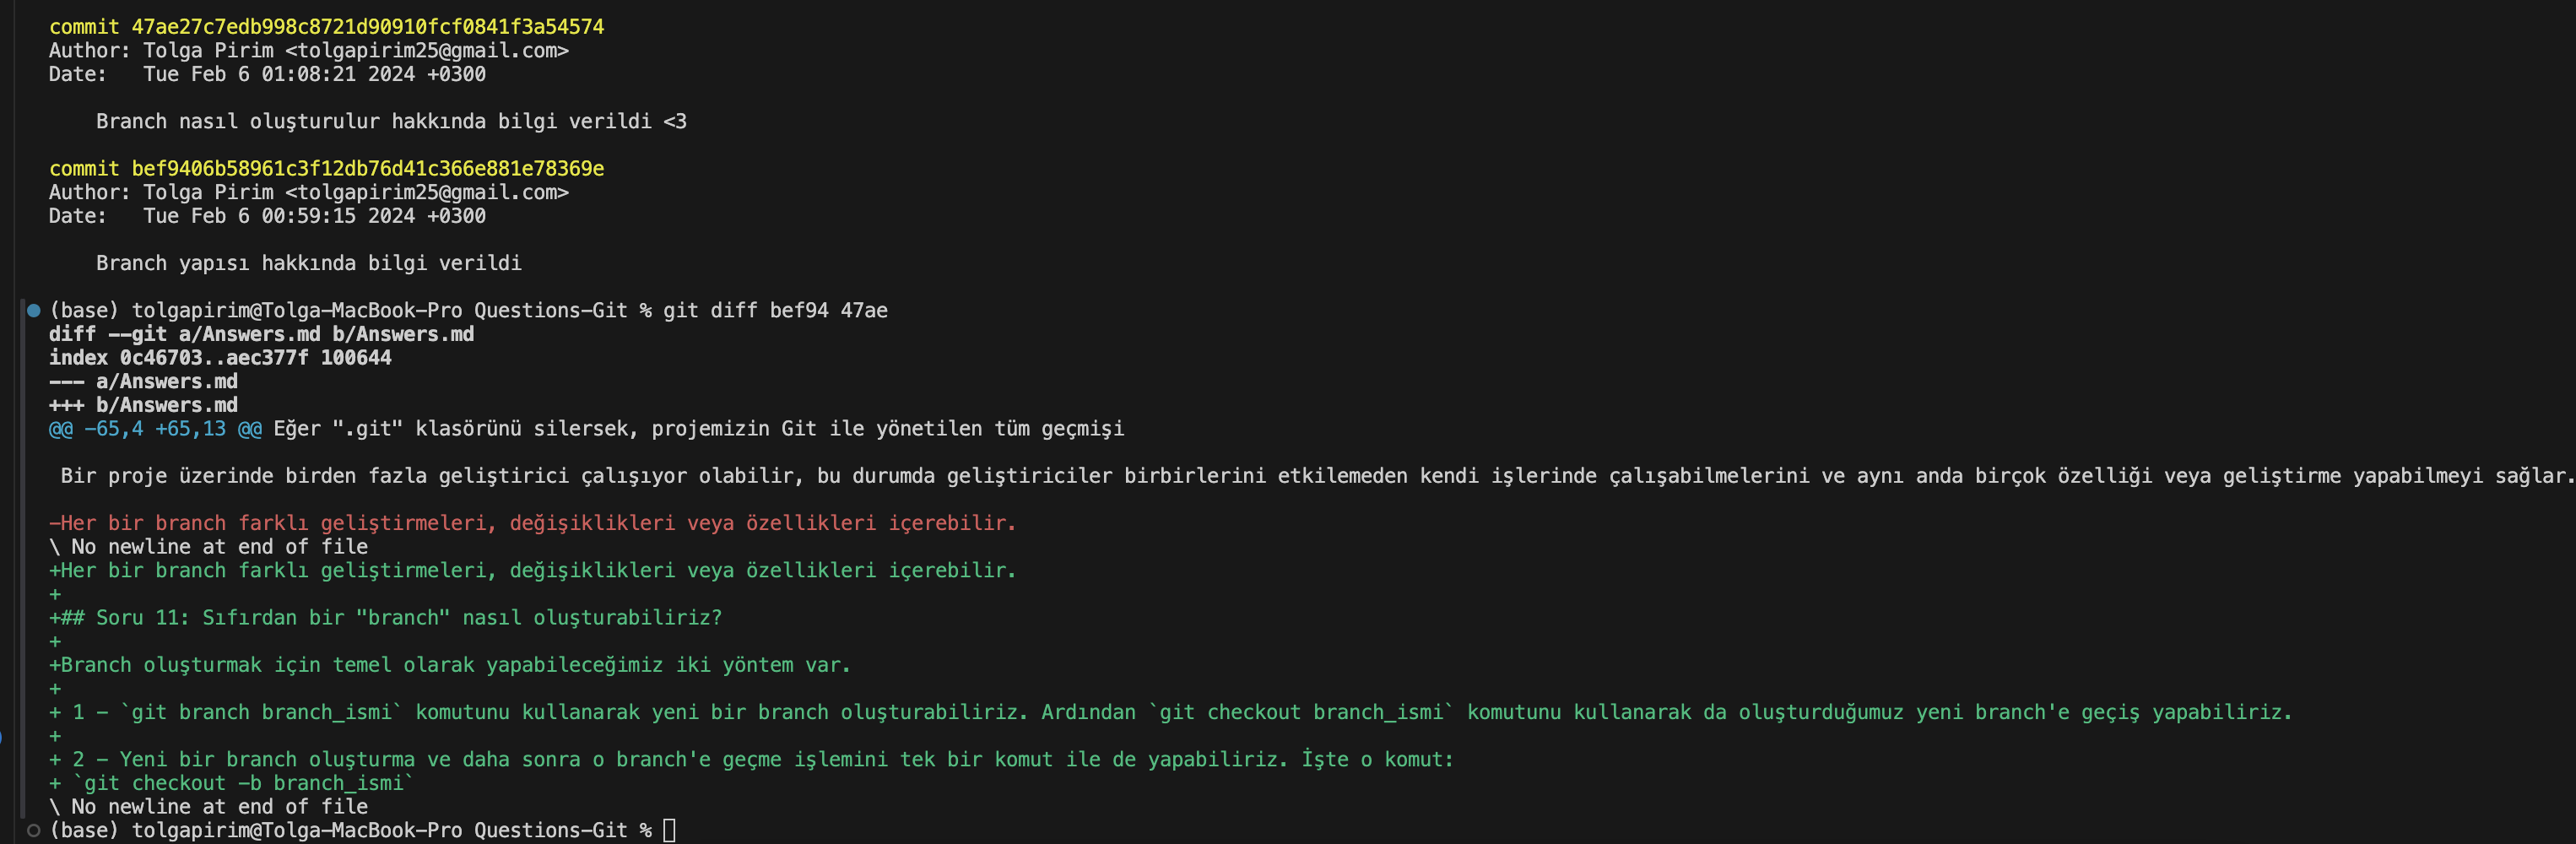 commit 47ae27c7edb998c8721d90910fcf0841f3a54574
Author: Tolga Pirim <tolgapirim25@gmail.com>
Date:   Tue Feb 6 01:08:21 2024 +0300
    Branch nasıl oluşturulur hakkında bilgi verildi <3
commit bef9406b58961c3f12db76d41c366e881e78369e
Author: Tolga Pirim <tolgapirim25@gmail.com>
Date:   Tue Feb 6 00:59:15 2024 +0300
    Branch yapısı hakkında bilgi verildi
(base) tolgapirim@Tolga-MacBook-Pro Questions-Git % git diff bef94 47ae
diff --git a/Answers.md b/Answers.md
index 0c46703..aec377f 100644
--- a/Answers.md
+++ b/Answers.md
@@ -65,4 +65,13 @@ Eğer ".git" klasörünü silersek, projemizin Git ile yönetilen tüm geçmişi
 Bir proje üzerinde birden fazla geliştirici çalışıyor olabilir, bu durumda geliştiriciler birbirlerini etkilemeden kendi işlerinde çalışabilmelerini ve aynı anda birçok özelliği veya geliştirme yapabilmeyi sağlar.
-Her bir branch farklı geliştirmeleri, değişiklikleri veya özellikleri içerebilir.
\ No newline at end of file
+Her bir branch farklı geliştirmeleri, değişiklikleri veya özellikleri içerebilir.
+
+## Soru 11: Sıfırdan bir "branch" nasıl oluşturabiliriz?
+
+Branch oluşturmak için temel olarak yapabileceğimiz iki yöntem var.
+
+ 1 - `git branch branch_ismi` komutunu kullanarak yeni bir branch oluşturabiliriz. Ardından `git checkout branch_ismi` komutunu kullanarak da oluşturduğumuz yeni branch'e geçiş yapabiliriz.
+
+ 2 - Yeni bir branch oluşturma ve daha sonra o branch'e geçme işlemini tek bir komut ile de yapabiliriz. İşte o komut:
+ `git checkout -b branch_ismi`
\ No newline at end of file
(base) tolgapirim@Tolga-MacBook-Pro Questions-Git %